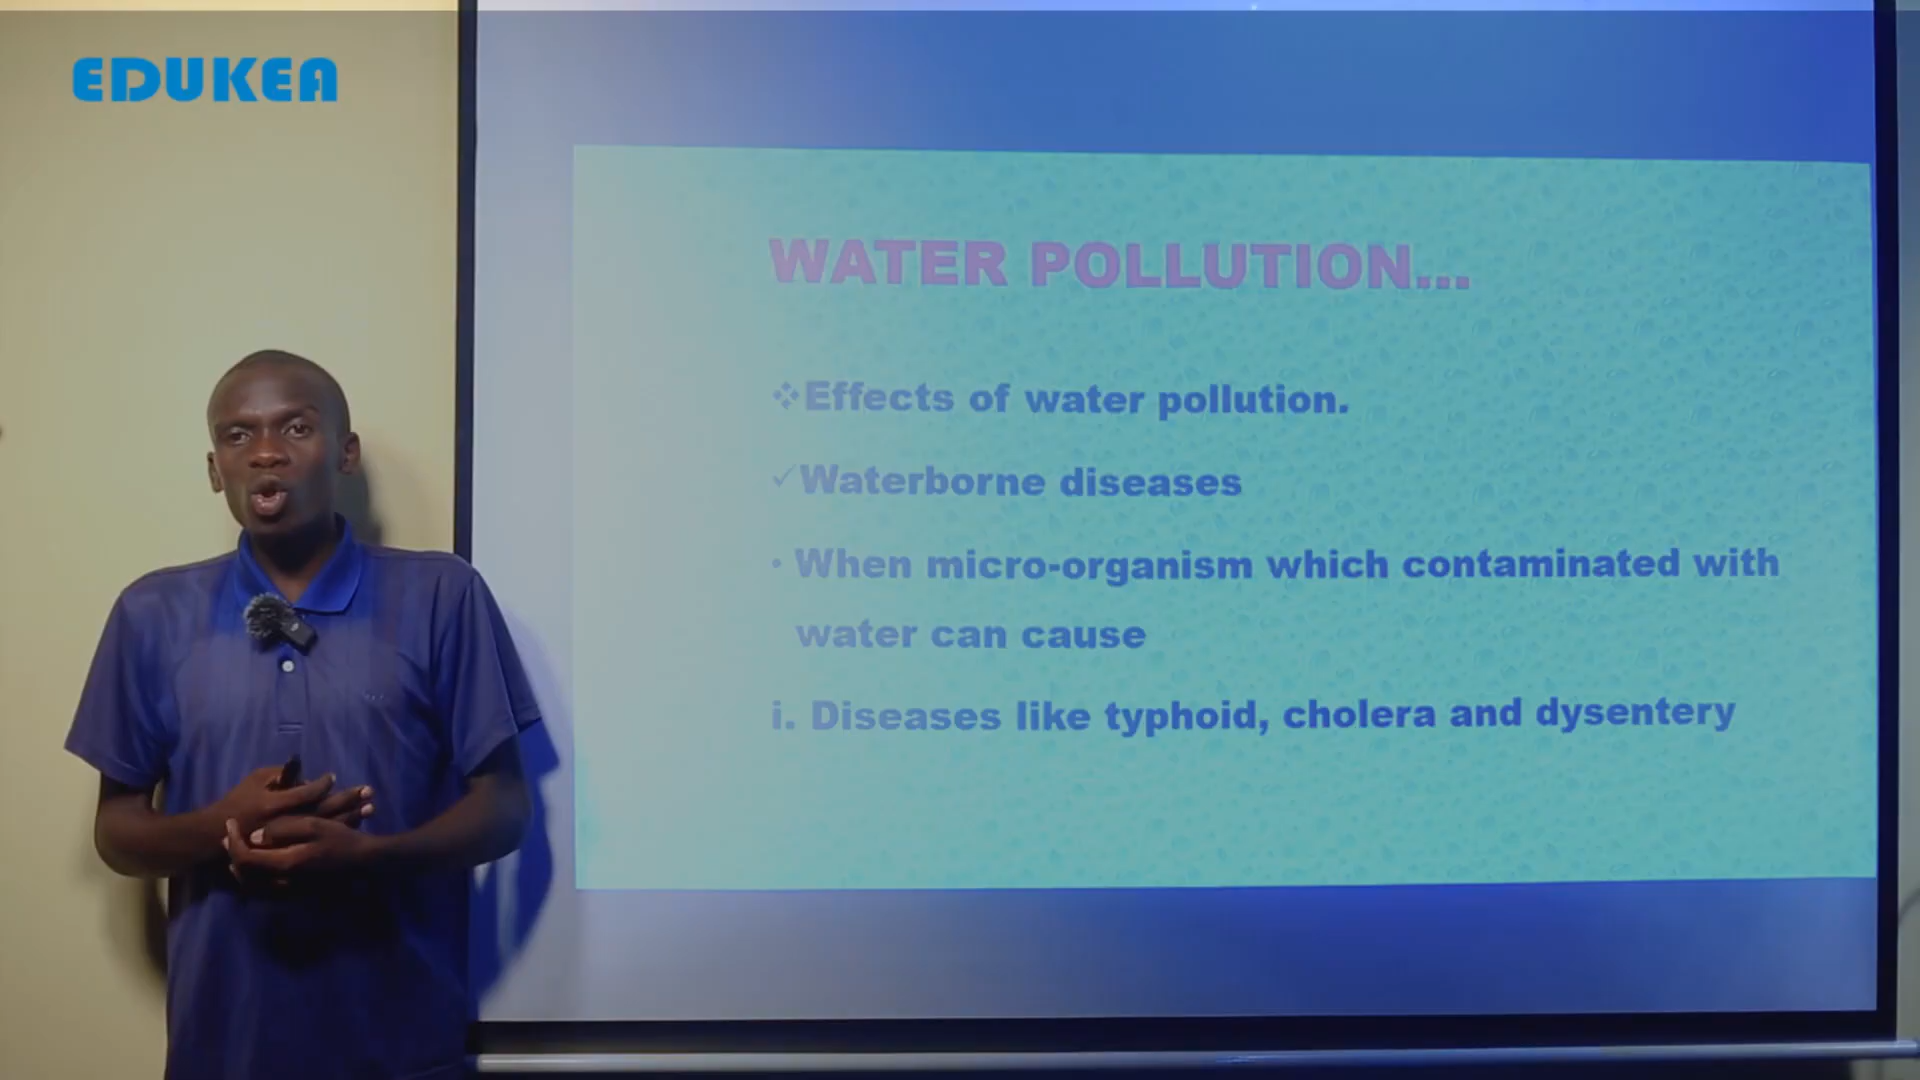 EDUKEA
WATER POLLUTION...
❖Effects of water pollution.
✓Waterborne diseases
• When micro-organism which contaminated with
water can cause
i. Diseases like typhoid, cholera and dysentery